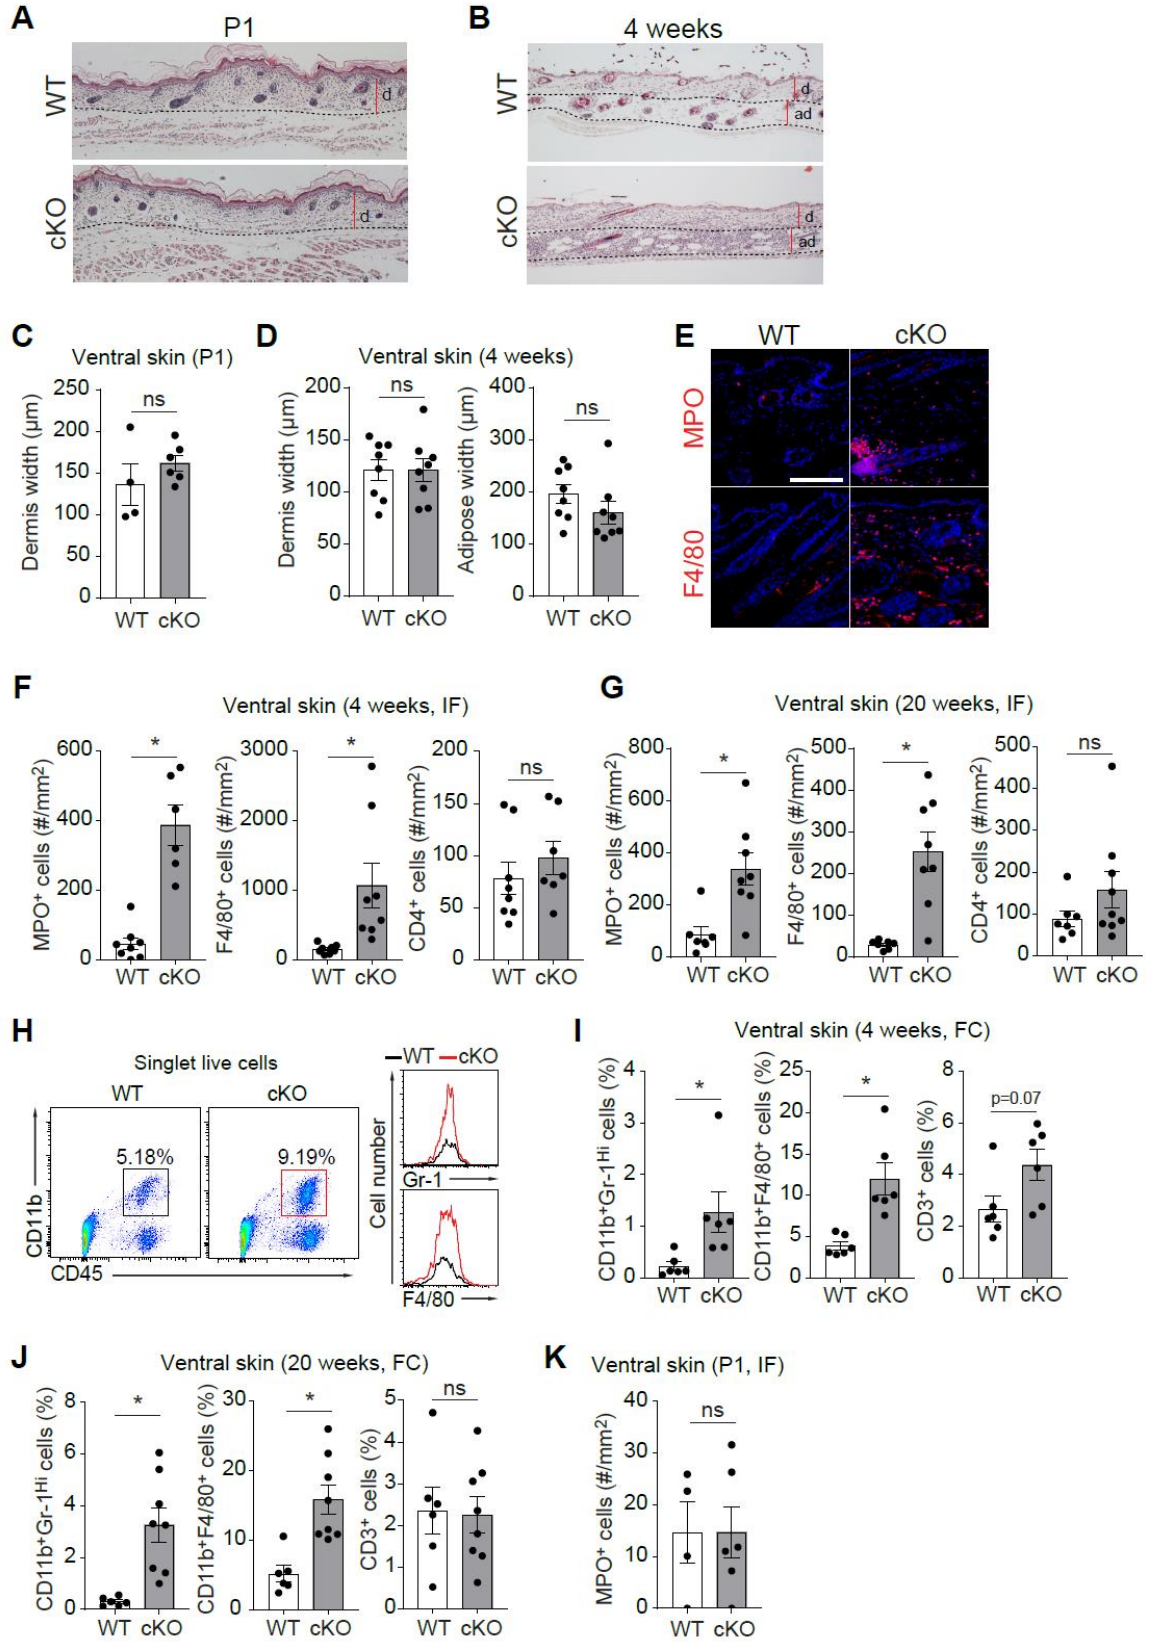 A
P1
WT
d
cKO
d
B
4 weeks
WT
d
ad
cKO
d
ad
C
Ventral skin (P1)
Dermis width (µm)
250
200
150
100
50
0
ns
WT cKO
D
Ventral skin (4 weeks)
Dermis width (µm)
200
150
100
50
0
ns
WT cKO
Adipose width (µm)
400
300
200
100
0
ns
WT cKO
E
WT
cKO
MPO
F4/80
F
Ventral skin (4 weeks, IF)
MPO⁺ cells (#/mm²)
600
400
200
0
*
WT cKO
F4/80⁺ cells (#/mm²)
3000
2000
1000
0
*
WT cKO
CD4⁺ cells (#/mm²)
200
150
100
50
0
ns
WT cKO
G
Ventral skin (20 weeks, IF)
MPO⁺ cells (#/mm²)
800
600
400
200
0
*
WT cKO
F4/80⁺ cells (#/mm²)
500
400
300
200
100
0
*
WT cKO
CD4⁺ cells (#/mm²)
500
400
300
200
100
0
ns
WT cKO
H
Singlet live cells
WT
cKO
5.18%
9.19%
CD11b
CD45
WT cKO
Cell number
Gr-1
F4/80
I
Ventral skin (4 weeks, FC)
CD11b⁺Gr-1ᴴⁱ cells (%)
4
3
2
1
0
*
WT cKO
CD11b⁺F4/80⁺ cells (%)
25
20
15
10
5
0
*
WT cKO
CD3⁺ cells (%)
8
6
4
2
0
p=0.07
WT cKO
J
Ventral skin (20 weeks, FC)
CD11b⁺Gr-1ᴴⁱ cells (%)
8
6
4
2
0
*
WT cKO
CD11b⁺F4/80⁺ cells (%)
30
20
10
0
*
WT cKO
CD3⁺ cells (%)
5
4
3
2
1
0
ns
WT cKO
K
Ventral skin (P1, IF)
MPO⁺ cells (#/mm²)
40
30
20
10
0
ns
WT cKO